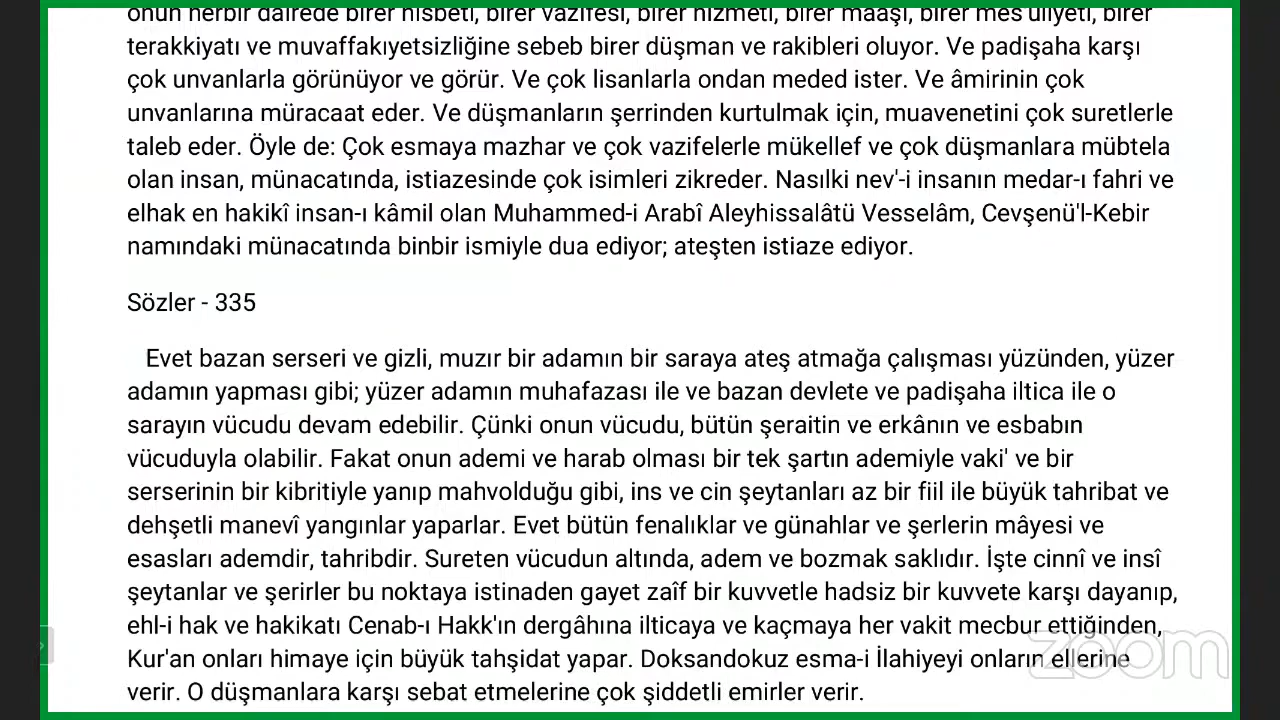 onun herbir dairede birer nisbeti, birer vazifesi, birer hizmeti, birer maaşı, birer mes'uliyeti, birer
terakkiyatı ve muvaffakıyetsizliğine sebeb birer düşman ve rakibleri oluyor. Ve padişaha karşı
çok unvanlarla görünüyor ve görür. Ve çok lisanlarla ondan meded ister. Ve âmirinin çok
unvanlarına müracaat eder. Ve düşmanların şerrinden kurtulmak için, muavenetini çok suretlerle
taleb eder. Öyle de: Çok esmaya mazhar ve çok vazifelerle mükellef ve çok düşmanlara mübtela
olan insan, münacatında, istiazesinde çok isimleri zikreder. Nasılki nev'-i insanın medar-ı fahri ve
elhak en hakikî insan-ı kâmil olan Muhammed-i Arabî Aleyhissalâtü Vesselâm, Cevşenü'l-Kebir
namındaki münacatında binbir ismiyle dua ediyor; ateşten istiaze ediyor.
Sözler - 335
Evet bazan serseri ve gizli, muzır bir adamın bir saraya ateş atmağa çalışması yüzünden, yüzer
adamın yapması gibi; yüzer adamın muhafazası ile ve bazan devlete ve padişaha iltica ile o
sarayın vücudu devam edebilir. Çünki onun vücudu, bütün şeraitin ve erkânın ve esbabın
vücuduyla olabilir. Fakat onun ademi ve harab olması bir tek şartın ademiyle vaki' ve bir
serserinin bir kibritiyle yanıp mahvolduğu gibi, ins ve cin şeytanları az bir fiil ile büyük tahribat ve
dehşetli manevî yangınlar yaparlar. Evet bütün fenalıklar ve günahlar ve şerlerin mâyesi ve
esasları ademdir, tahribdir. Sureten vücudun altında, adem ve bozmak saklıdır. İşte cinnî ve insî
şeytanlar ve şerirler bu noktaya istinaden gayet zaîf bir kuvvetle hadsiz bir kuvvete karşı dayanıp,
ehl-i hak ve hakikatı Cenab-ı Hakk'ın dergâhına ilticaya ve kaçmaya her vakit mecbur ettiğinden,
Kur'an onları himaye için büyük tahşidat yapar. Doksandokuz esma-i İlahiyeyi onların ellerine
verir. O düşmanlara karşı sebat etmelerine çok şiddetli emirler verir.
zoom